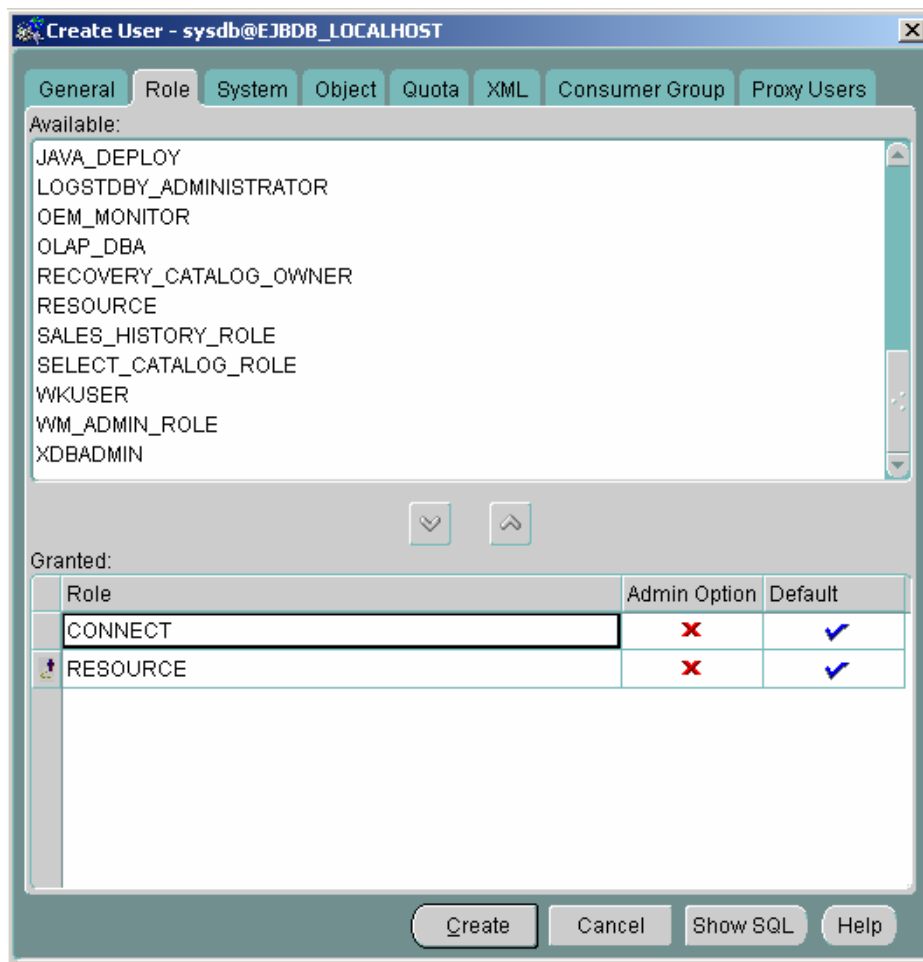 Create User - sysdb@EJBDB_LOCALHOST
General Role System Object Quota XML Consumer Group Proxy Users
Available:
JAVA_DEPLOY
LOGSTDBY_ADMINISTRATOR
OEM_MONITOR
OLAP_DBA
RECOVERY_CATALOG_OWNER
RESOURCE
SALES_HISTORY_ROLE
SELECT_CATALOG_ROLE
WKUSER
WM_ADMIN_ROLE
XDBADMIN
Granted:
Role Admin Option Default
CONNECT
RESOURCE
Create Cancel Show SQL Help